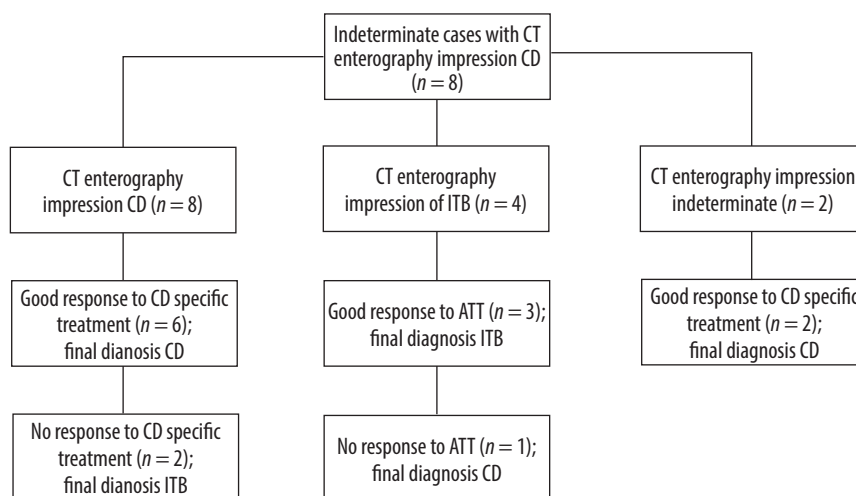 Indeterminate cases with CT
enterography impression CD
(n = 8)
CT enterography
impression CD (n = 8)
CT enterography
impression of ITB (n = 4)
CT enterography impression
indeterminate (n = 2)
Good response to CD specific
treatment (n = 6);
final dianosis CD
Good response to ATT (n = 3);
final diagnosis ITB
Good response to CD specific
treatment (n = 2);
final diagnosis CD
No response to CD specific
treatment (n = 2);
final dianosis ITB
No response to ATT (n = 1);
final diagnosis CD